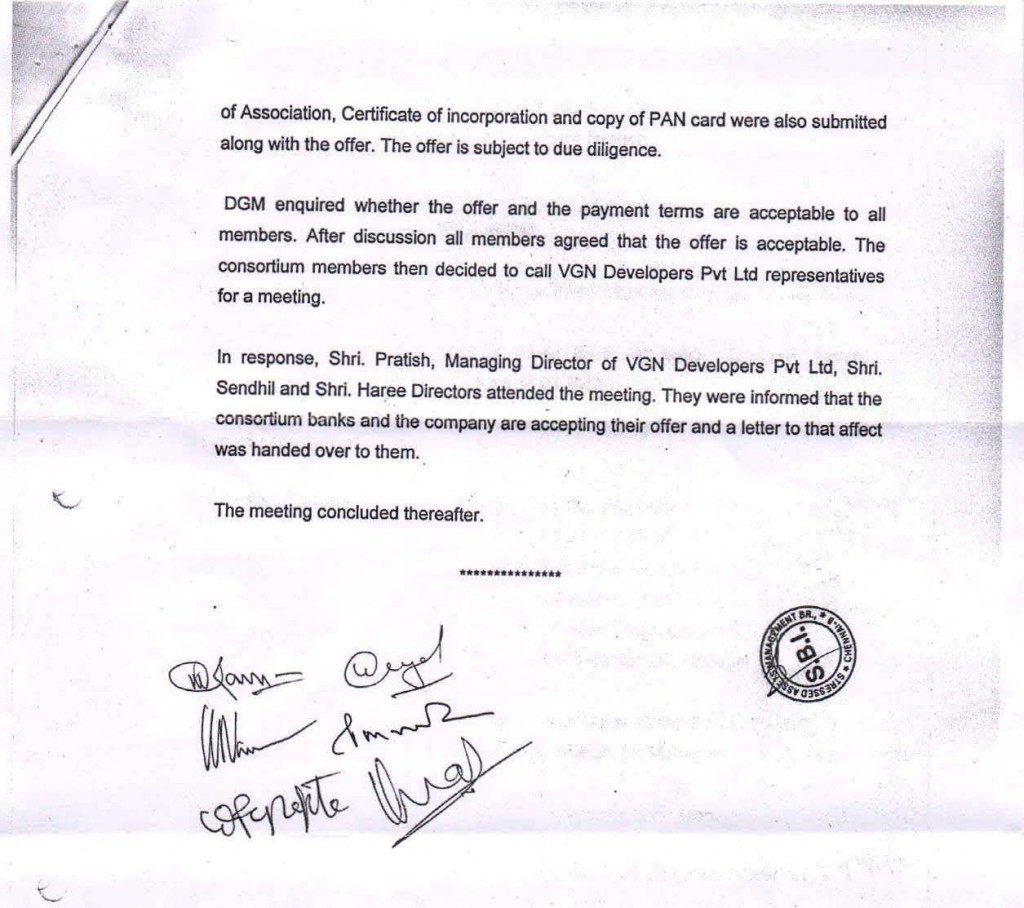 of Association, Certificate of incorporation and copy of PAN card were also submitted
along with the offer. The offer is subject to due diligence.
DGM enquired whether the offer and the payment terms are acceptable to all
members. After discussion all members agreed that the offer is acceptable. The
consortium members then decided to call VGN Developers Pvt Ltd representatives
for a meeting.
In response, Shri. Pratish, Managing Director of VGN Developers Pvt Ltd, Shri.
Sendhil and Shri. Haree Directors attended the meeting. They were informed that the
consortium banks and the company are accepting their offer and a letter to that affect
was handed over to them.
The meeting concluded thereafter.
***************
STRESSED ASSETS MANAGEMENT BR., * CHENNAI-8 *
S.B.I.